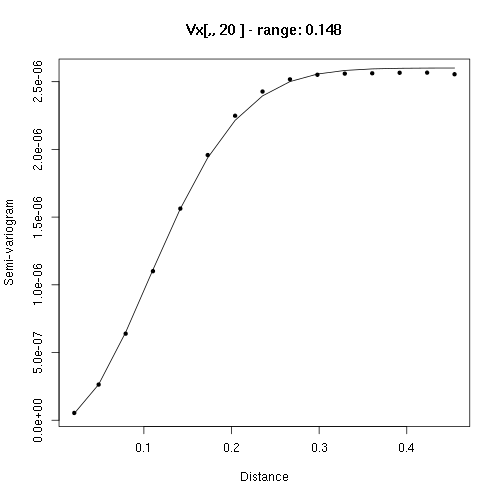 Vx[,, 20 ] - range: 0.148
Semi-variogram
2.5e-06
2.0e-06
1.5e-06
1.0e-06
5.0e-07
0.0e+00
0.1 0.2 0.3 0.4
Distance